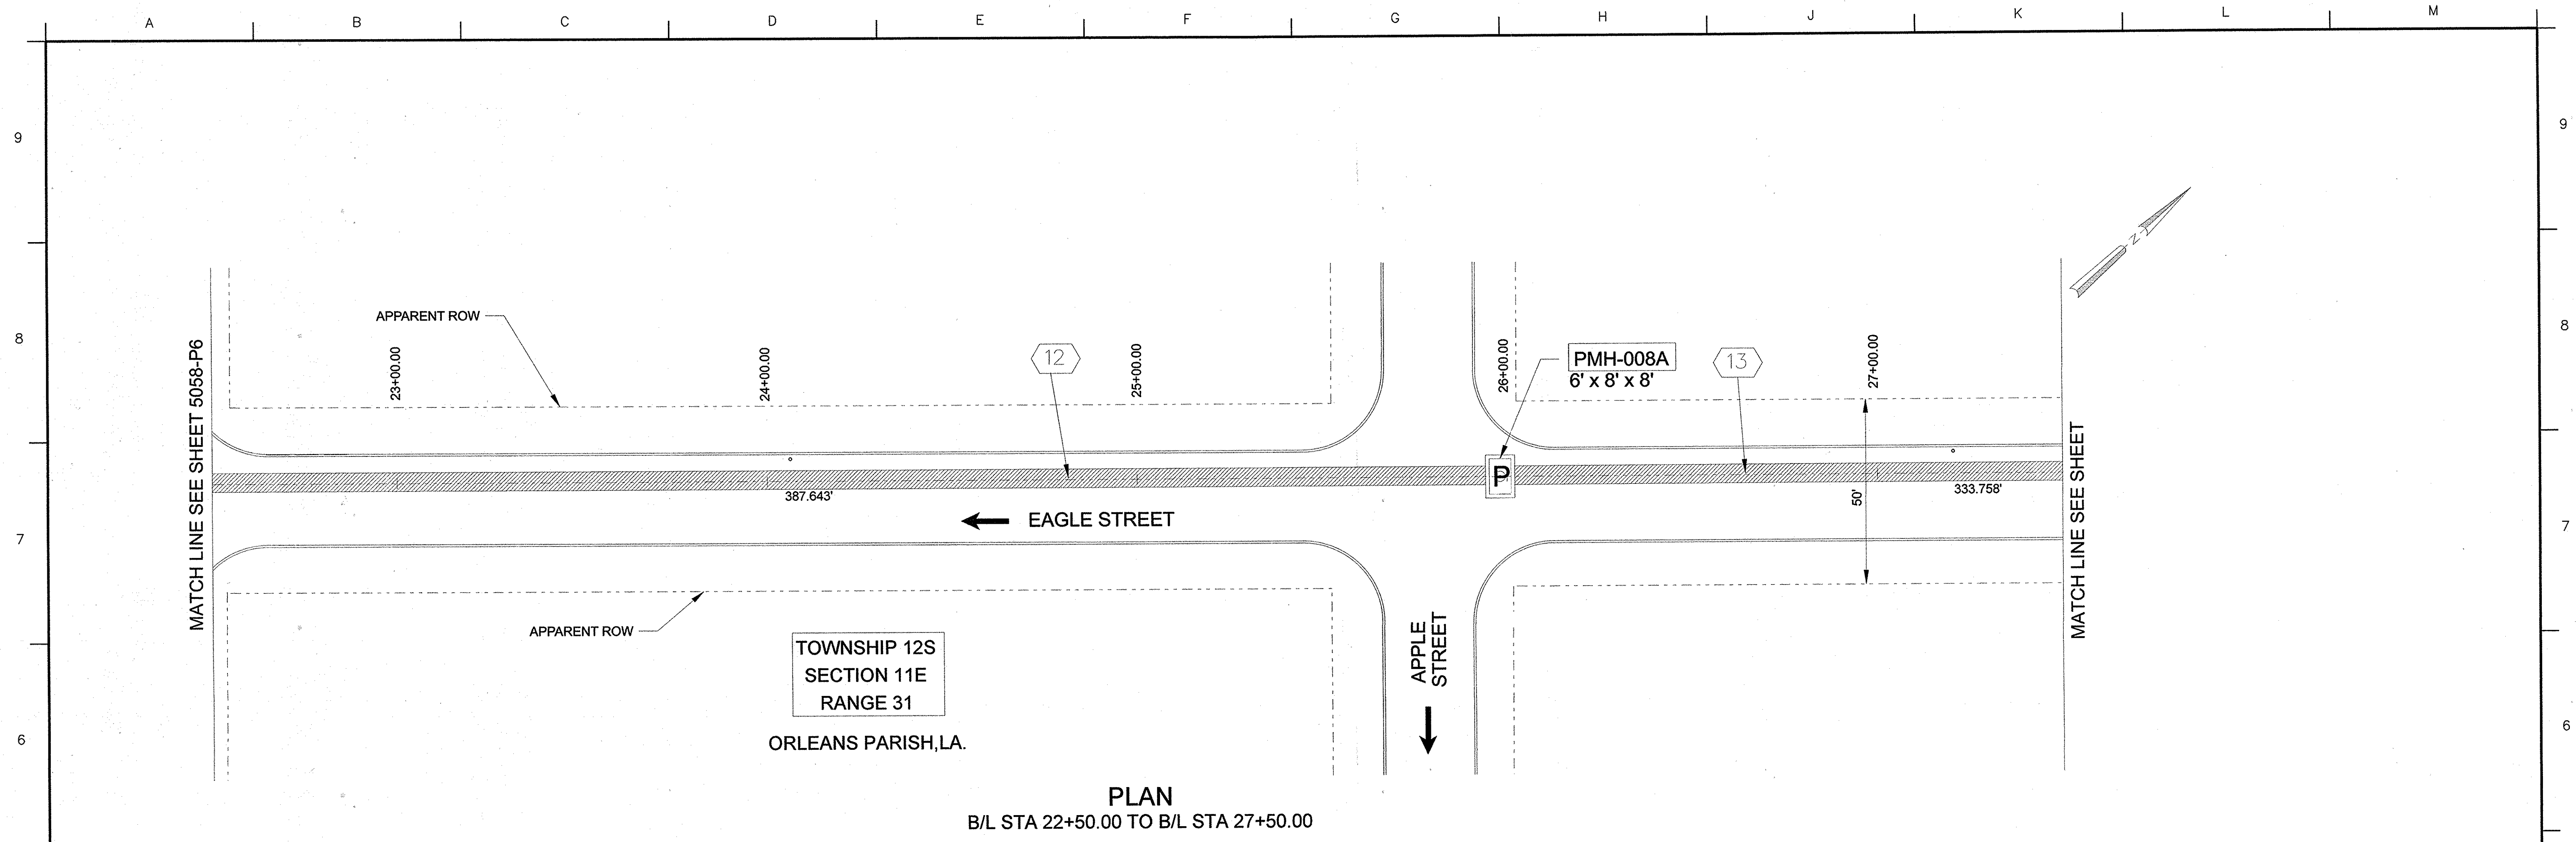 A B C D E F G H J K L M
9 9
8 8
7 7
6 6
MATCH LINE SEE SHEET 5058-P6
APPARENT ROW
23+00.00
24+00.00
12
25+00.00
26+00.00
PMH-008A
6' x 8' x 8'
13
27+00.00
N
P
387.643'
50'
333.758'
EAGLE STREET
MATCH LINE SEE SHEET
APPARENT ROW
APPLE
STREET
TOWNSHIP 12S
SECTION 11E
RANGE 31
ORLEANS PARISH,LA.
PLAN
B/L STA 22+50.00 TO B/L STA 27+50.00